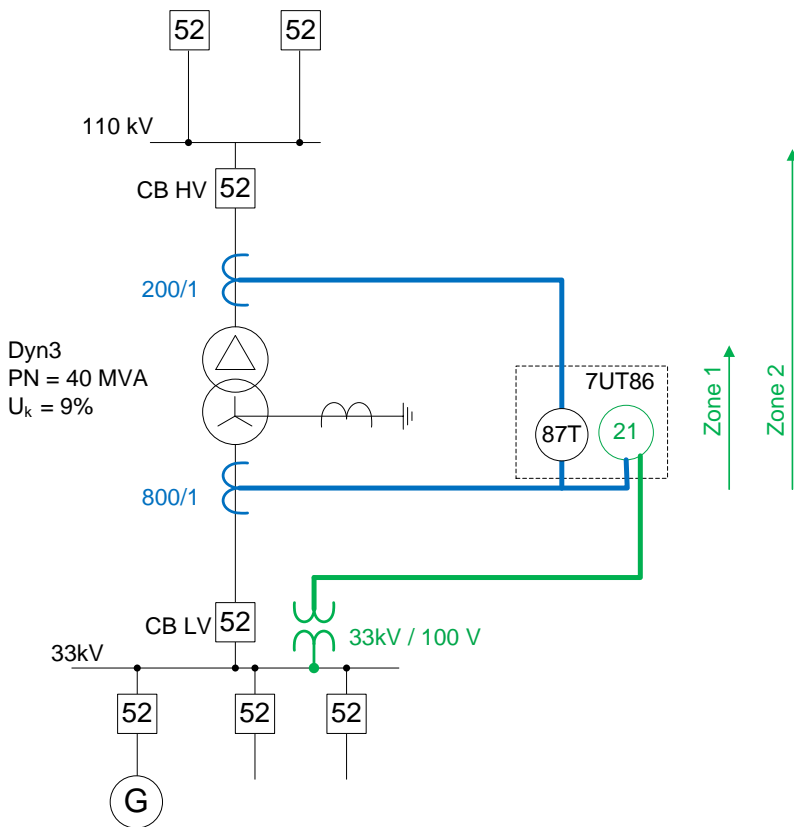 52
52
110 kV
CB HV
52
200/1
Dyn3
PN = 40 MVA
Uk = 9%
7UT86
87T
21
Zone 1
Zone 2
800/1
CB LV
52
33kV / 100 V
33kV
52
52
52
G